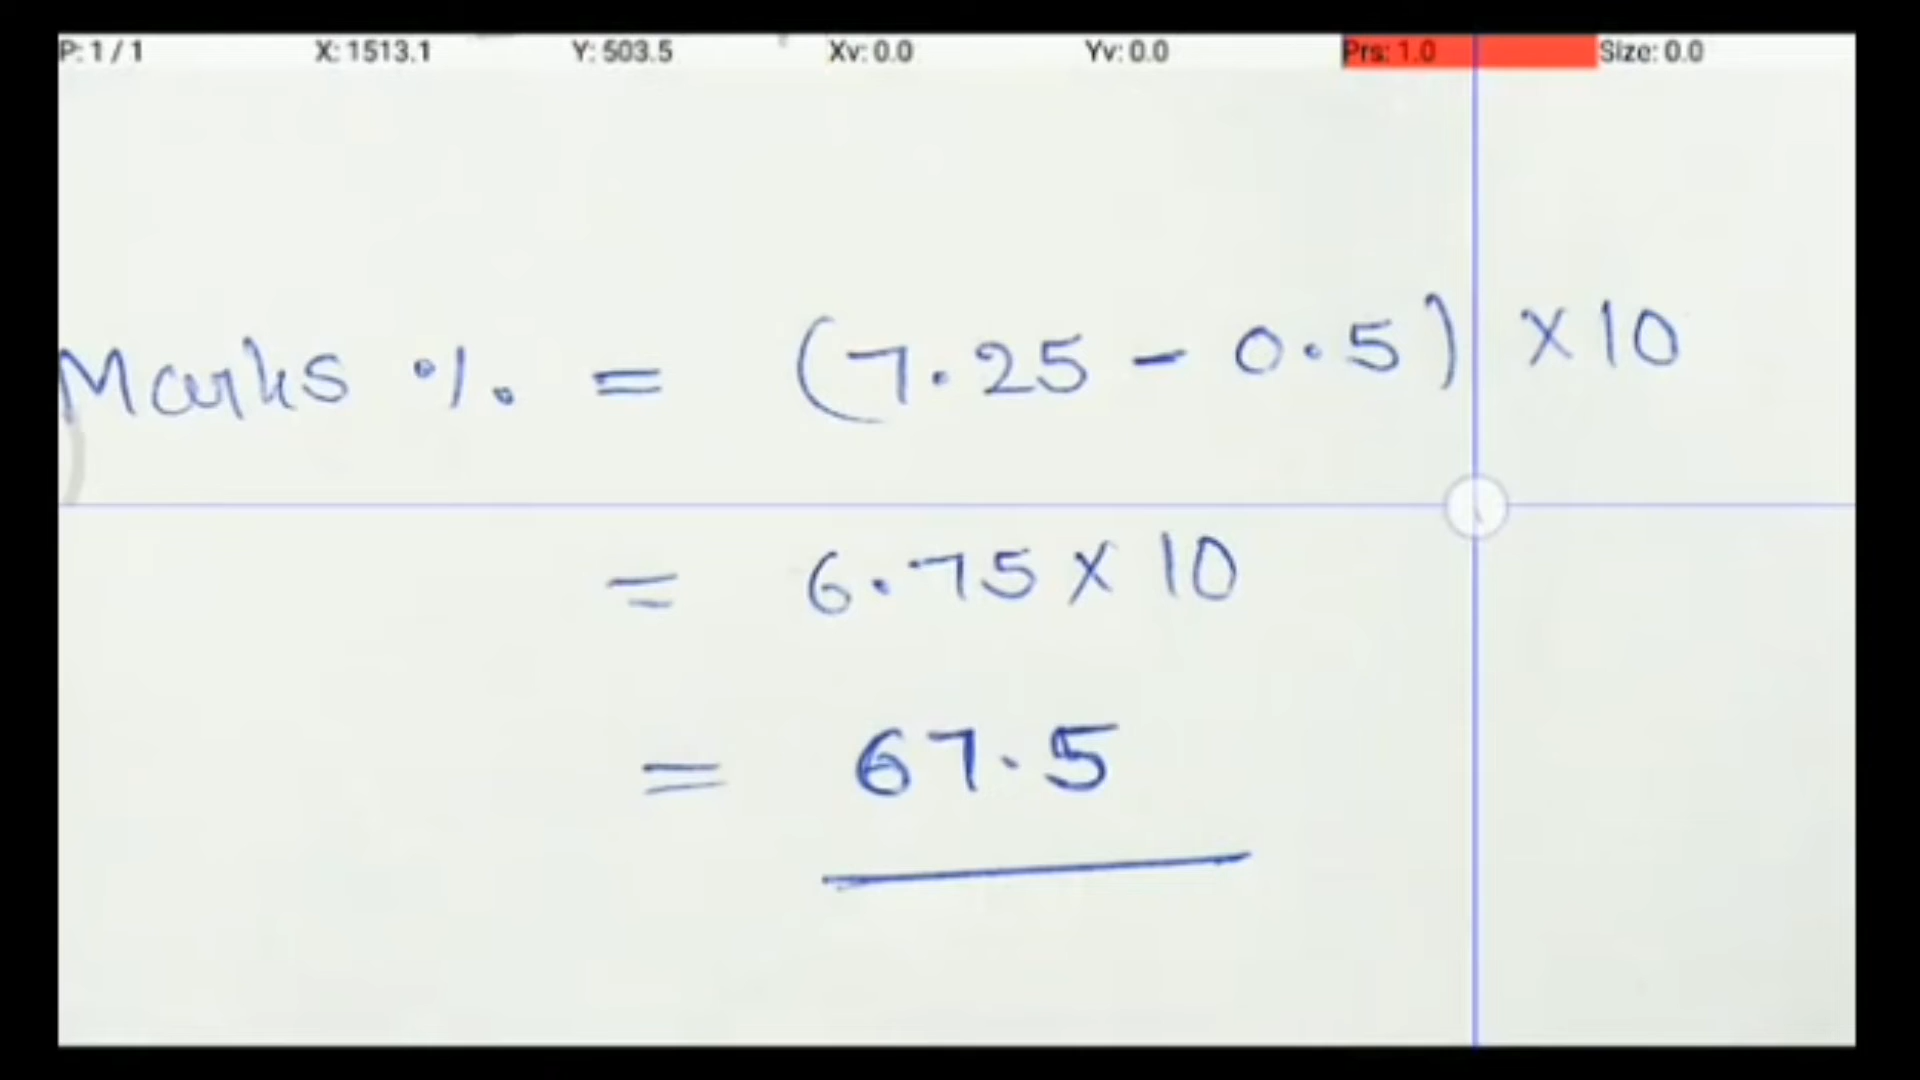 P: 1 / 1 X: 1513.1 Y: 503.5 Xv: 0.0 Yv: 0.0 Prs: 1.0 Size: 0.0
Marks % = (7.25 - 0.5) x 10
= 6.75 x 10
= 67.5